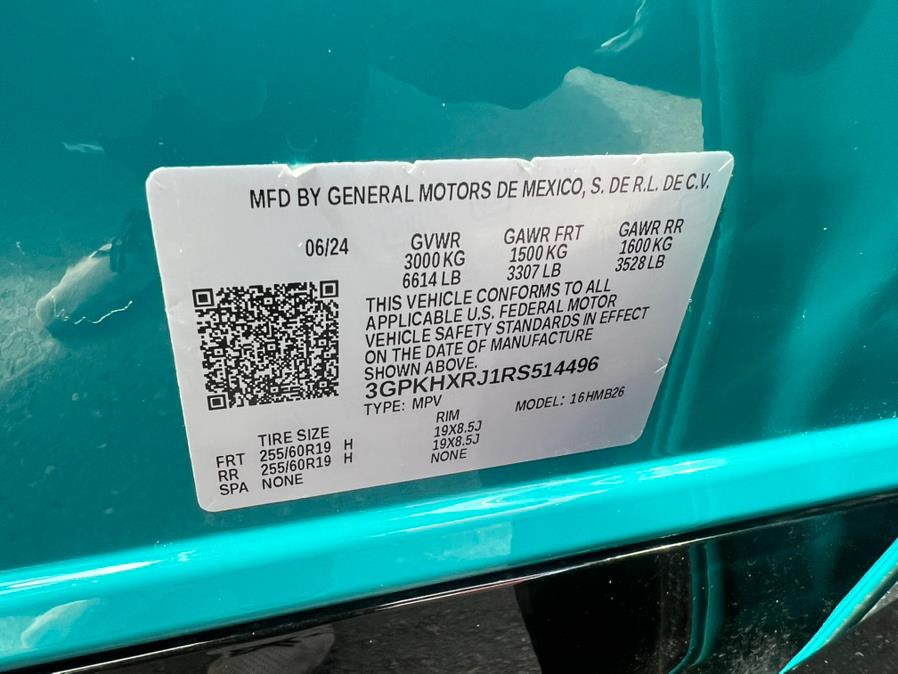 MFD BY GENERAL MOTORS DE MEXICO, S. DE R.L. DE C.V.
06/24 GVWR GAWR FRT GAWR RR
3000 KG 1500 KG 1600 KG
6614 LB 3307 LB 3528 LB
THIS VEHICLE CONFORMS TO ALL
APPLICABLE U.S. FEDERAL MOTOR
VEHICLE SAFETY STANDARDS IN EFFECT
ON THE DATE OF MANUFACTURE
SHOWN ABOVE.
3GPKHXRJ1RS514496
TYPE: MPV MODEL: 16HMB26
TIRE SIZE RIM
FRT 255/60R19 H 19X8.5J
RR 255/60R19 H 19X8.5J
SPA NONE NONE